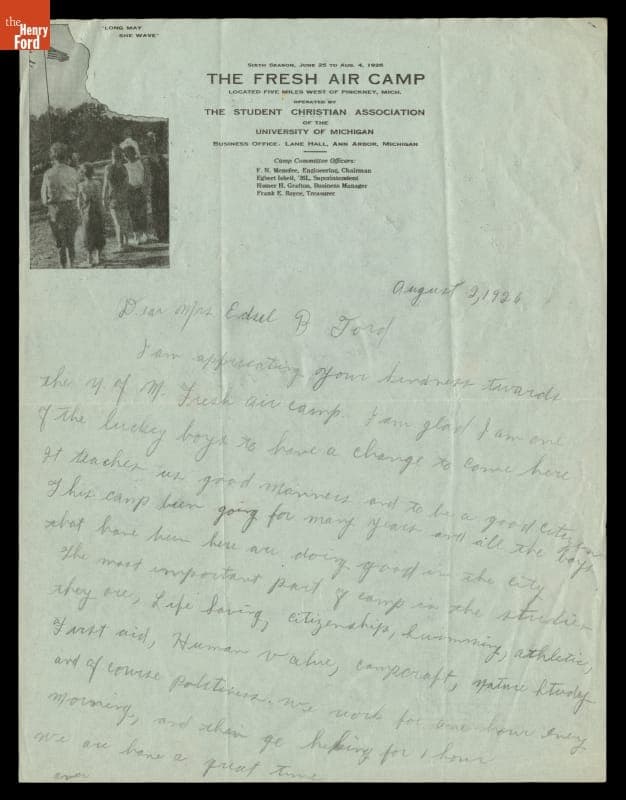 the
Henry
Ford
"LONG MAY
SHE WAVE"
SIXTH SEASON, JUNE 25 TO AUG. 4, 1926
THE FRESH AIR CAMP
LOCATED FIVE MILES WEST OF PINCKNEY, MICH.
OPERATED BY
THE STUDENT CHRISTIAN ASSOCIATION
OF THE
UNIVERSITY OF MICHIGAN
BUSINESS OFFICE, LANE HALL, ANN ARBOR, MICHIGAN
Camp Committee Officers:
F. N. Menefee, Engineering, Chairman
Egbert Isbell, '26L, Superintendent
Homer H. Grafton, Business Manager
Frank E. Royce, Treasurer
August 2, 1926
Dear Mrs. Edsel B Ford
I am appreciating your kindness towards
the U. of M. Fresh air camp. I am glad I am one
of the luckey boys to have a change to come here.
It teaches us good manners and to be a good citizen
This camp been going for many years and all the boys
that have been here are doing good in the city.
The most important part of camp is the studies
they are, Life Saving, citizenships, swimming, athletic,
First aid, Human value, campcraft, Nature Study
and of course politiness. We work for one hour every
morning, and then go for 1 hour
We are have a great time
over